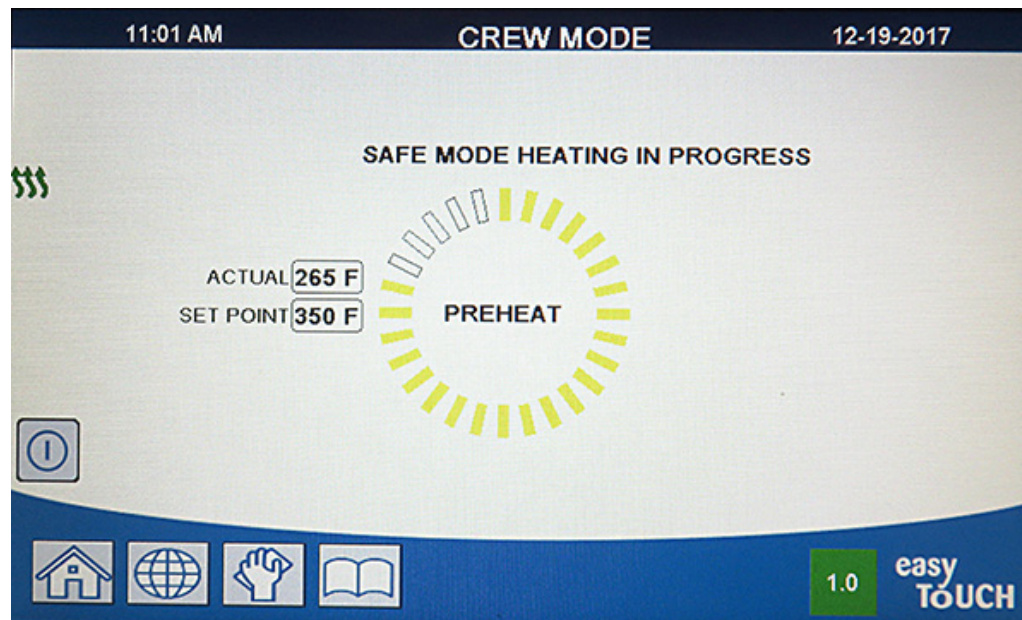 11:01 AM CREW MODE 12-19-2017
SAFE MODE HEATING IN PROGRESS
ACTUAL 265 F
SET POINT 350 F
PREHEAT
1.0
easy
TOUCH